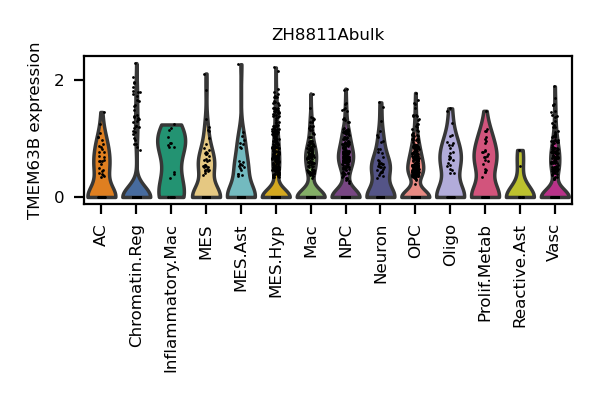 ZH8811Abulk
TMEM63B expression
2
0
AC
Chromatin.Reg
Inflammatory.Mac
MES
MES.Ast
MES.Hyp
Mac
NPC
Neuron
OPC
Oligo
Prolif.Metab
Reactive.Ast
Vasc